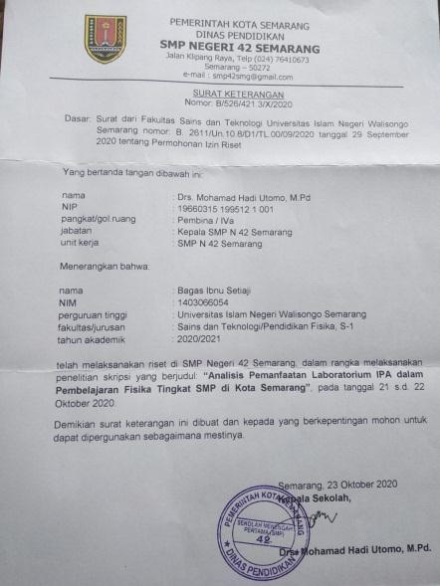 PEMERINTAH KOTA SEMARANG
DINAS PENDIDIKAN
SMP NEGERI 42 SEMARANG
Jalan Klipang Raya, Telp (024) 76410673
Semarang – 50272
e-mail : smp42smg@gmail.com
SURAT KETERANGAN
Nomor: B/526/421.3/X/2020
Dasar: Surat dari Fakultas Sains dan Teknologi Universitas Islam Negeri Walisongo
Semarang nomor: B. 2611/Un.10.8/D1/TL.00/09/2020 tanggal 29 September
2020 tentang Permohonan Izin Riset
Yang bertanda tangan dibawah ini:
nama : Drs. Mohamad Hadi Utomo, M.Pd
NIP : 19660315 199512 1 001
pangkat/gol.ruang : Pembina / IVa
jabatan : Kepala SMP N 42 Semarang
unit kerja : SMP N 42 Semarang
Menerangkan bahwa:
nama : Bagas Ibnu Setiaji
NIM : 1403066054
perguruan tinggi : Universitas Islam Negeri Walisongo Semarang
fakultas/jurusan : Sains dan Teknologi/Pendidikan Fisika, S-1
tahun akademik : 2020/2021
telah melaksanakan riset di SMP Negeri 42 Semarang, dalam rangka melaksanakan
penelitian skripsi yang berjudul: "Analisis Pemanfaatan Laboratorium IPA dalam
Pembelajaran Fisika Tingkat SMP di Kota Semarang", pada tanggal 21 s.d. 22
Oktober 2020.
Demikian surat keterangan ini dibuat dan kepada yang berkepentingan mohon untuk
dapat dipergunakan sebagaimana mestinya.
Semarang, 23 Oktober 2020
Kepala Sekolah,
PEMERINTAH KOTA SEMARANG
SEKOLAH MENENGAH
PERTAMA (SMP)
42
DINAS PENDIDIKAN
Drs. Mohamad Hadi Utomo, M.Pd.